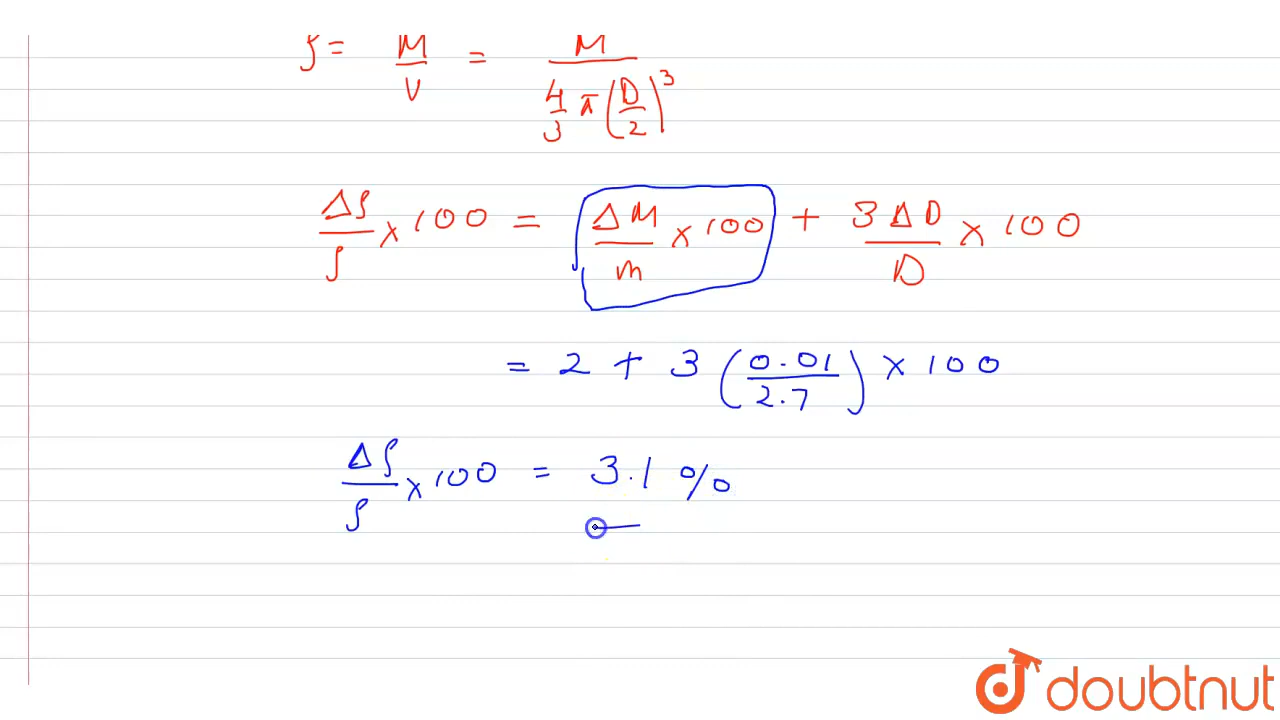 ρ = M/V = M/(4/3 π (D/2)^3)
Δρ/ρ × 100 = ΔM/m × 100 + 3ΔD/D × 100
= 2 + 3 (0.01/2.7) × 100
Δρ/ρ × 100 = 3.1 %
doubtnut